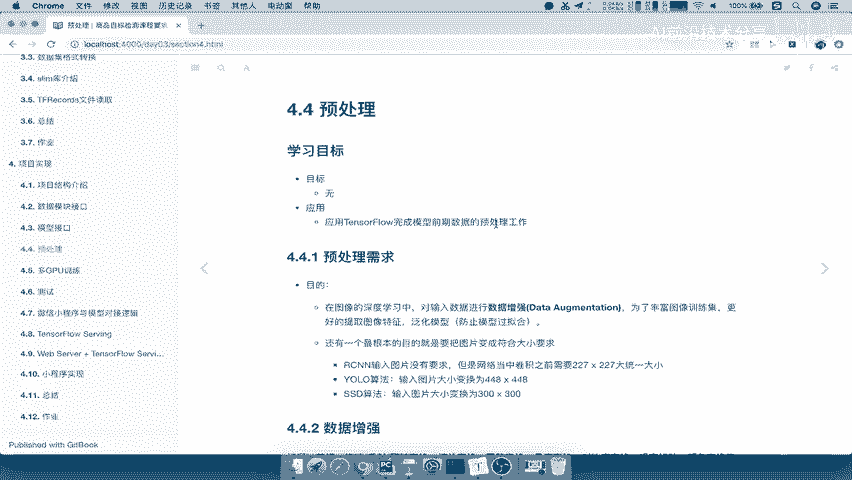 Chrome 文件 修改 视图 历史记录 书签 其他人 电动窗 帮助
100%
预处理 | 商品目标检测课程
localhost:4000/day03/section4.html
3.3. 数据集格式转换
3.4. slim库介绍
3.5. TFRecords文件读取
3.6. 总结
3.7. 作业
4. 项目实现
4.1. 项目结构介绍
4.2. 数据模块接口
4.3. 模型接口
4.4. 预处理
4.5. 多GPU训练
4.6. 测试
4.7. 微信小程序与模型对接逻辑
4.8. TensorFlow Serving
4.9. Web Server + TensorFlow Servi...
4.10. 小程序实现
4.11. 总结
4.12. 作业
Published with GitBook
4.4 预处理
学习目标
目标
无
应用
应用TensorFlow完成模型前期数据的预处理工作
4.4.1 预处理需求
目的：
在图像的深度学习中，对输入数据进行数据增强(Data Augmentation)，为了丰富图像训练集，更
好的提取图像特征，泛化模型（防止模型过拟合）。
还有一个最根本的目的就是要把图片变成符合大小要求
RCNN输入图片没有要求，但是网络当中卷积之前需要227 x 227大统一大小
YOLO算法：输入图片大小变换为448 x 448
SSD算法：输入图片大小变换为300 x 300
4.4.2 数据增强